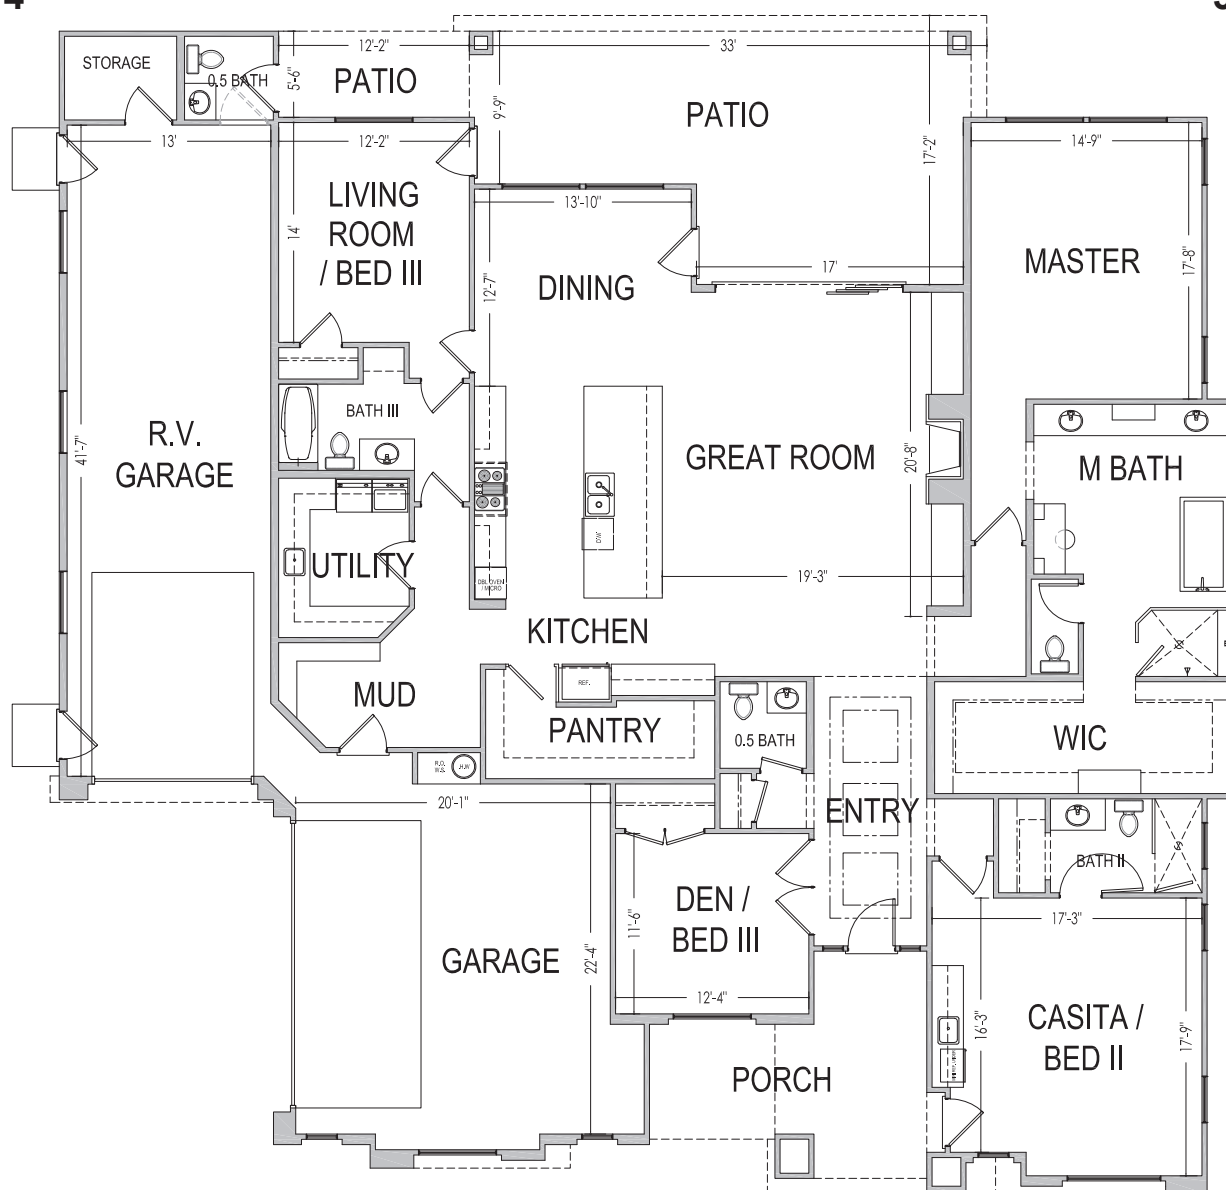 STORAGE
0.5 BATH
5'-6"
12'-2"
PATIO
33'
9'-9"
PATIO
17'-2"
13'
12'-2"
14'-9"
LIVING
ROOM
/ BED III
14'
13'-10"
DINING
12'-7"
17'
MASTER
17'-8"
R.V.
GARAGE
41'-7"
BATH III
GREAT ROOM
20'-8"
M BATH
UTILITY
D/W
DBL OVEN
/ MICRO
19'-3"
KITCHEN
MUD
REF.
PANTRY
0.5 BATH
WIC
R.O.
W.S.
H.W
20'-1"
ENTRY
BATH II
DEN /
BED III
11'-6"
12'-4"
17'-3"
GARAGE
22'-4"
CASITA /
BED II
16'-3"
17'-9"
PORCH